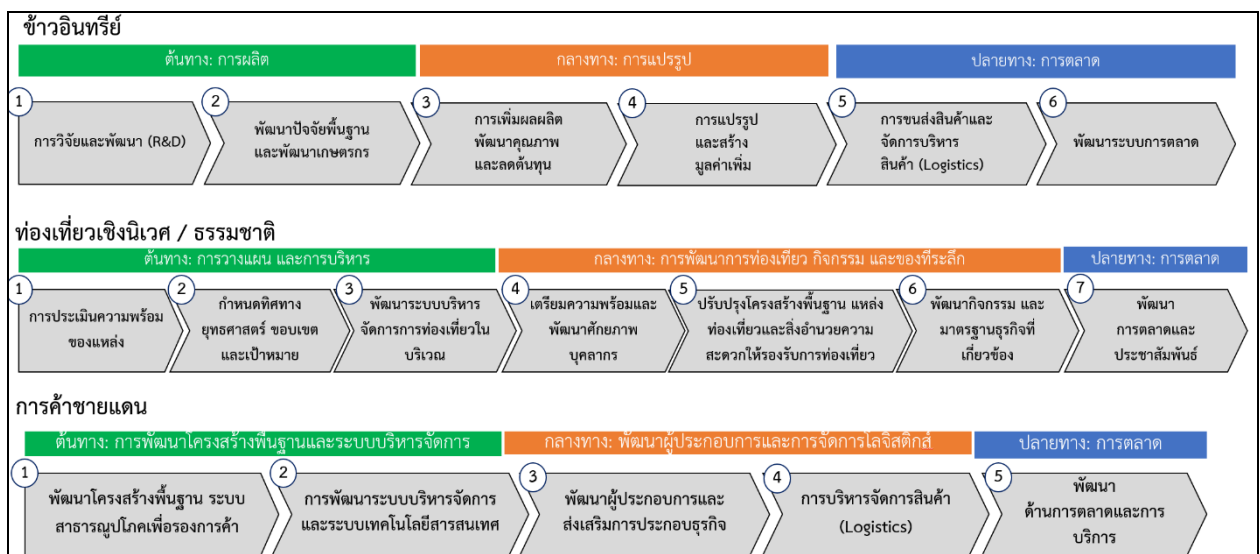 ข้าวอินทรีย์
ต้นทาง: การผลิต
กลางทาง: การแปรรูป
ปลายทาง: การตลาด
1
การวิจัยและพัฒนา (R&D)
2
พัฒนาปัจจัยพื้นฐาน
และพัฒนาเกษตรกร
3
การเพิ่มผลผลิต
พัฒนาคุณภาพ
และลดต้นทุน
4
การแปรรูป
และสร้าง
มูลค่าเพิ่ม
5
การขนส่งสินค้าและ
จัดการบริหาร
สินค้า (Logistics)
6
พัฒนาระบบการตลาด
ท่องเที่ยวเชิงนิเวศ / ธรรมชาติ
ต้นทาง: การวางแผน และการบริหาร
กลางทาง: การพัฒนาการท่องเที่ยว กิจกรรม และของที่ระลึก
ปลายทาง: การตลาด
1
การประเมินความพร้อม
ของแหล่ง
2
กำหนดทิศทาง
ยุทธศาสตร์ ขอบเขต
และเป้าหมาย
3
พัฒนาระบบบริหาร
จัดการการท่องเที่ยวใน
บริเวณ
4
เตรียมความพร้อมและ
พัฒนาศักยภาพ
บุคลากร
5
ปรับปรุงโครงสร้างพื้นฐาน แหล่ง
ท่องเที่ยวและสิ่งอำนวยความ
สะดวกให้รองรับการท่องเที่ยว
6
พัฒนากิจกรรม และ
มาตรฐานธุรกิจที่
เกี่ยวข้อง
7
พัฒนา
การตลาดและ
ประชาสัมพันธ์
การค้าชายแดน
ต้นทาง: การพัฒนาโครงสร้างพื้นฐานและระบบบริหารจัดการ
กลางทาง: พัฒนาผู้ประกอบการและการจัดการโลจิสติกส์
ปลายทาง: การตลาด
1
พัฒนาโครงสร้างพื้นฐาน ระบบ
สาธารณูปโภคเพื่อรองการค้า
2
การพัฒนาระบบบริหารจัดการ
และระบบเทคโนโลยีสารสนเทศ
3
พัฒนาผู้ประกอบการและ
ส่งเสริมการประกอบธุรกิจ
4
การบริหารจัดการสินค้า
(Logistics)
5
พัฒนา
ด้านการตลาดและการ
บริการ